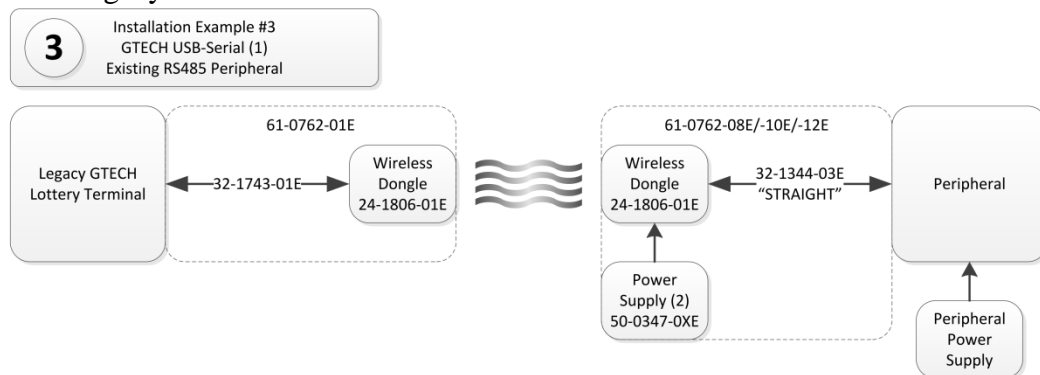 3
Installation Example #3
GTECH USB-Serial (1)
Existing RS485 Peripheral
61-0762-01E
Legacy GTECH
Lottery Terminal
32-1743-01E
Wireless
Dongle
24-1806-01E
61-0762-08E/-10E/-12E
Wireless
Dongle
24-1806-01E
32-1344-03E
“STRAIGHT”
Peripheral
Power
Supply (2)
50-0347-0XE
Peripheral
Power
Supply